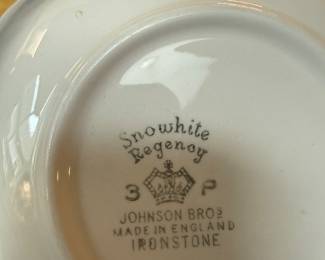 Snowhite
Regency
3 P
JOHNSON BROS
MADE IN ENGLAND
IRONSTONE